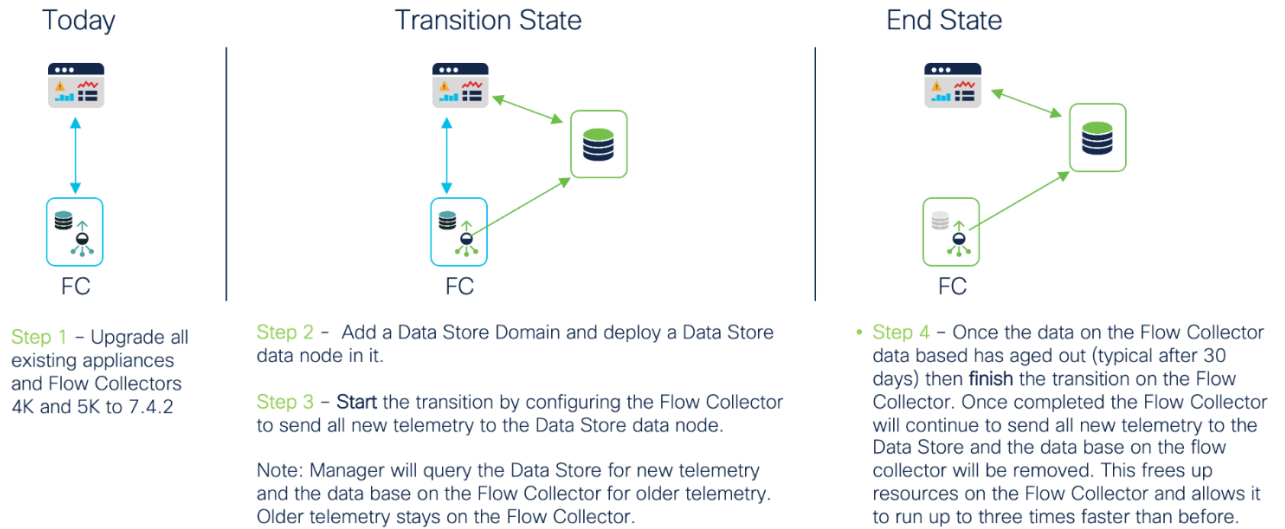 Today
Transition State
End State
FC
FC
FC
Step 1 – Upgrade all
existing appliances
and Flow Collectors
4K and 5K to 7.4.2
Step 2 - Add a Data Store Domain and deploy a Data Store
data node in it.
Step 3 – Start the transition by configuring the Flow Collector
to send all new telemetry to the Data Store data node.
Note: Manager will query the Data Store for new telemetry
and the data base on the Flow Collector for older telemetry.
Older telemetry stays on the Flow Collector.
• Step 4 – Once the data on the Flow Collector
data based has aged out (typical after 30
days) then finish the transition on the Flow
Collector. Once completed the Flow Collector
will continue to send all new telemetry to the
Data Store and the data base on the flow
collector will be removed. This frees up
resources on the Flow Collector and allows it
to run up to three times faster than before.